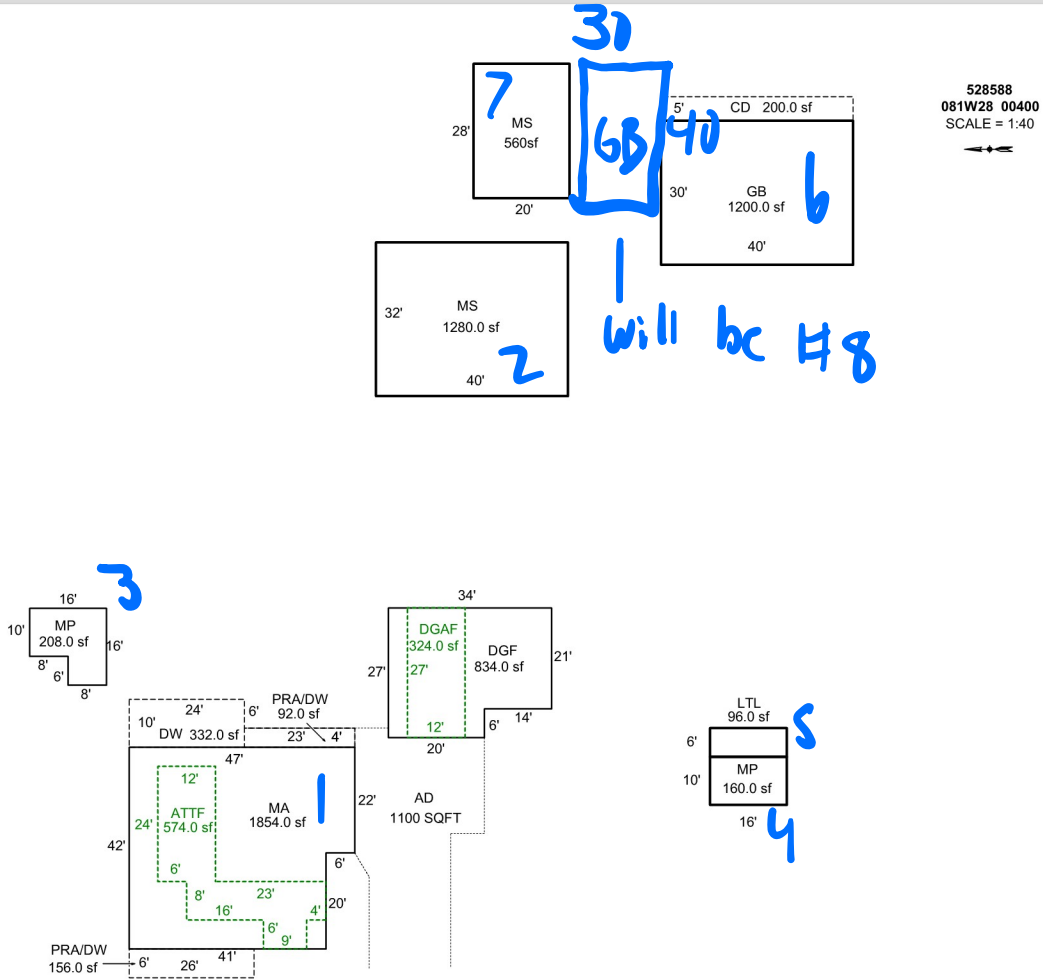 30
528588
081W28 00400
SCALE = 1:40
7
MS
560sf
28'
20'
GB
40
5' CD 200.0 sf
30'
GB
1200.0 sf
6
40'
32'
MS
1280.0 sf
2
40'
will be #8
3
16'
10'
MP
208.0 sf
16'
8'
6'
8'
34'
DGAF
324.0 sf
27'
27'
DGF
834.0 sf
21'
12'
6'
14'
20'
24'
10'
DW 332.0 sf
6'
PRA/DW
92.0 sf
23'
4'
47'
12'
24'
ATTF
574.0 sf
MA
1854.0 sf
1
22'
42'
6'
6'
8'
23'
16'
4'
20'
6'
9'
41'
PRA/DW
156.0 sf
6'
26'
AD
1100 SQFT
LTL
96.0 sf
5
6'
10'
MP
160.0 sf
16'
4